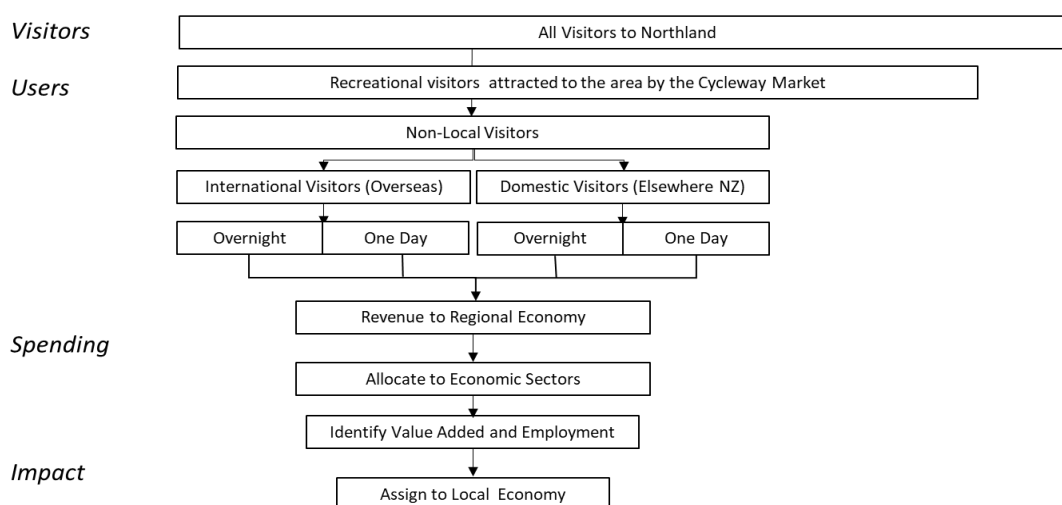 Visitors
All Visitors to Northland
Users
Recreational visitors attracted to the area by the Cycleway Market
Non-Local Visitors
International Visitors (Overseas)
Domestic Visitors (Elsewhere NZ)
Overnight
One Day
Overnight
One Day
Revenue to Regional Economy
Spending
Allocate to Economic Sectors
Identify Value Added and Employment
Impact
Assign to Local Economy